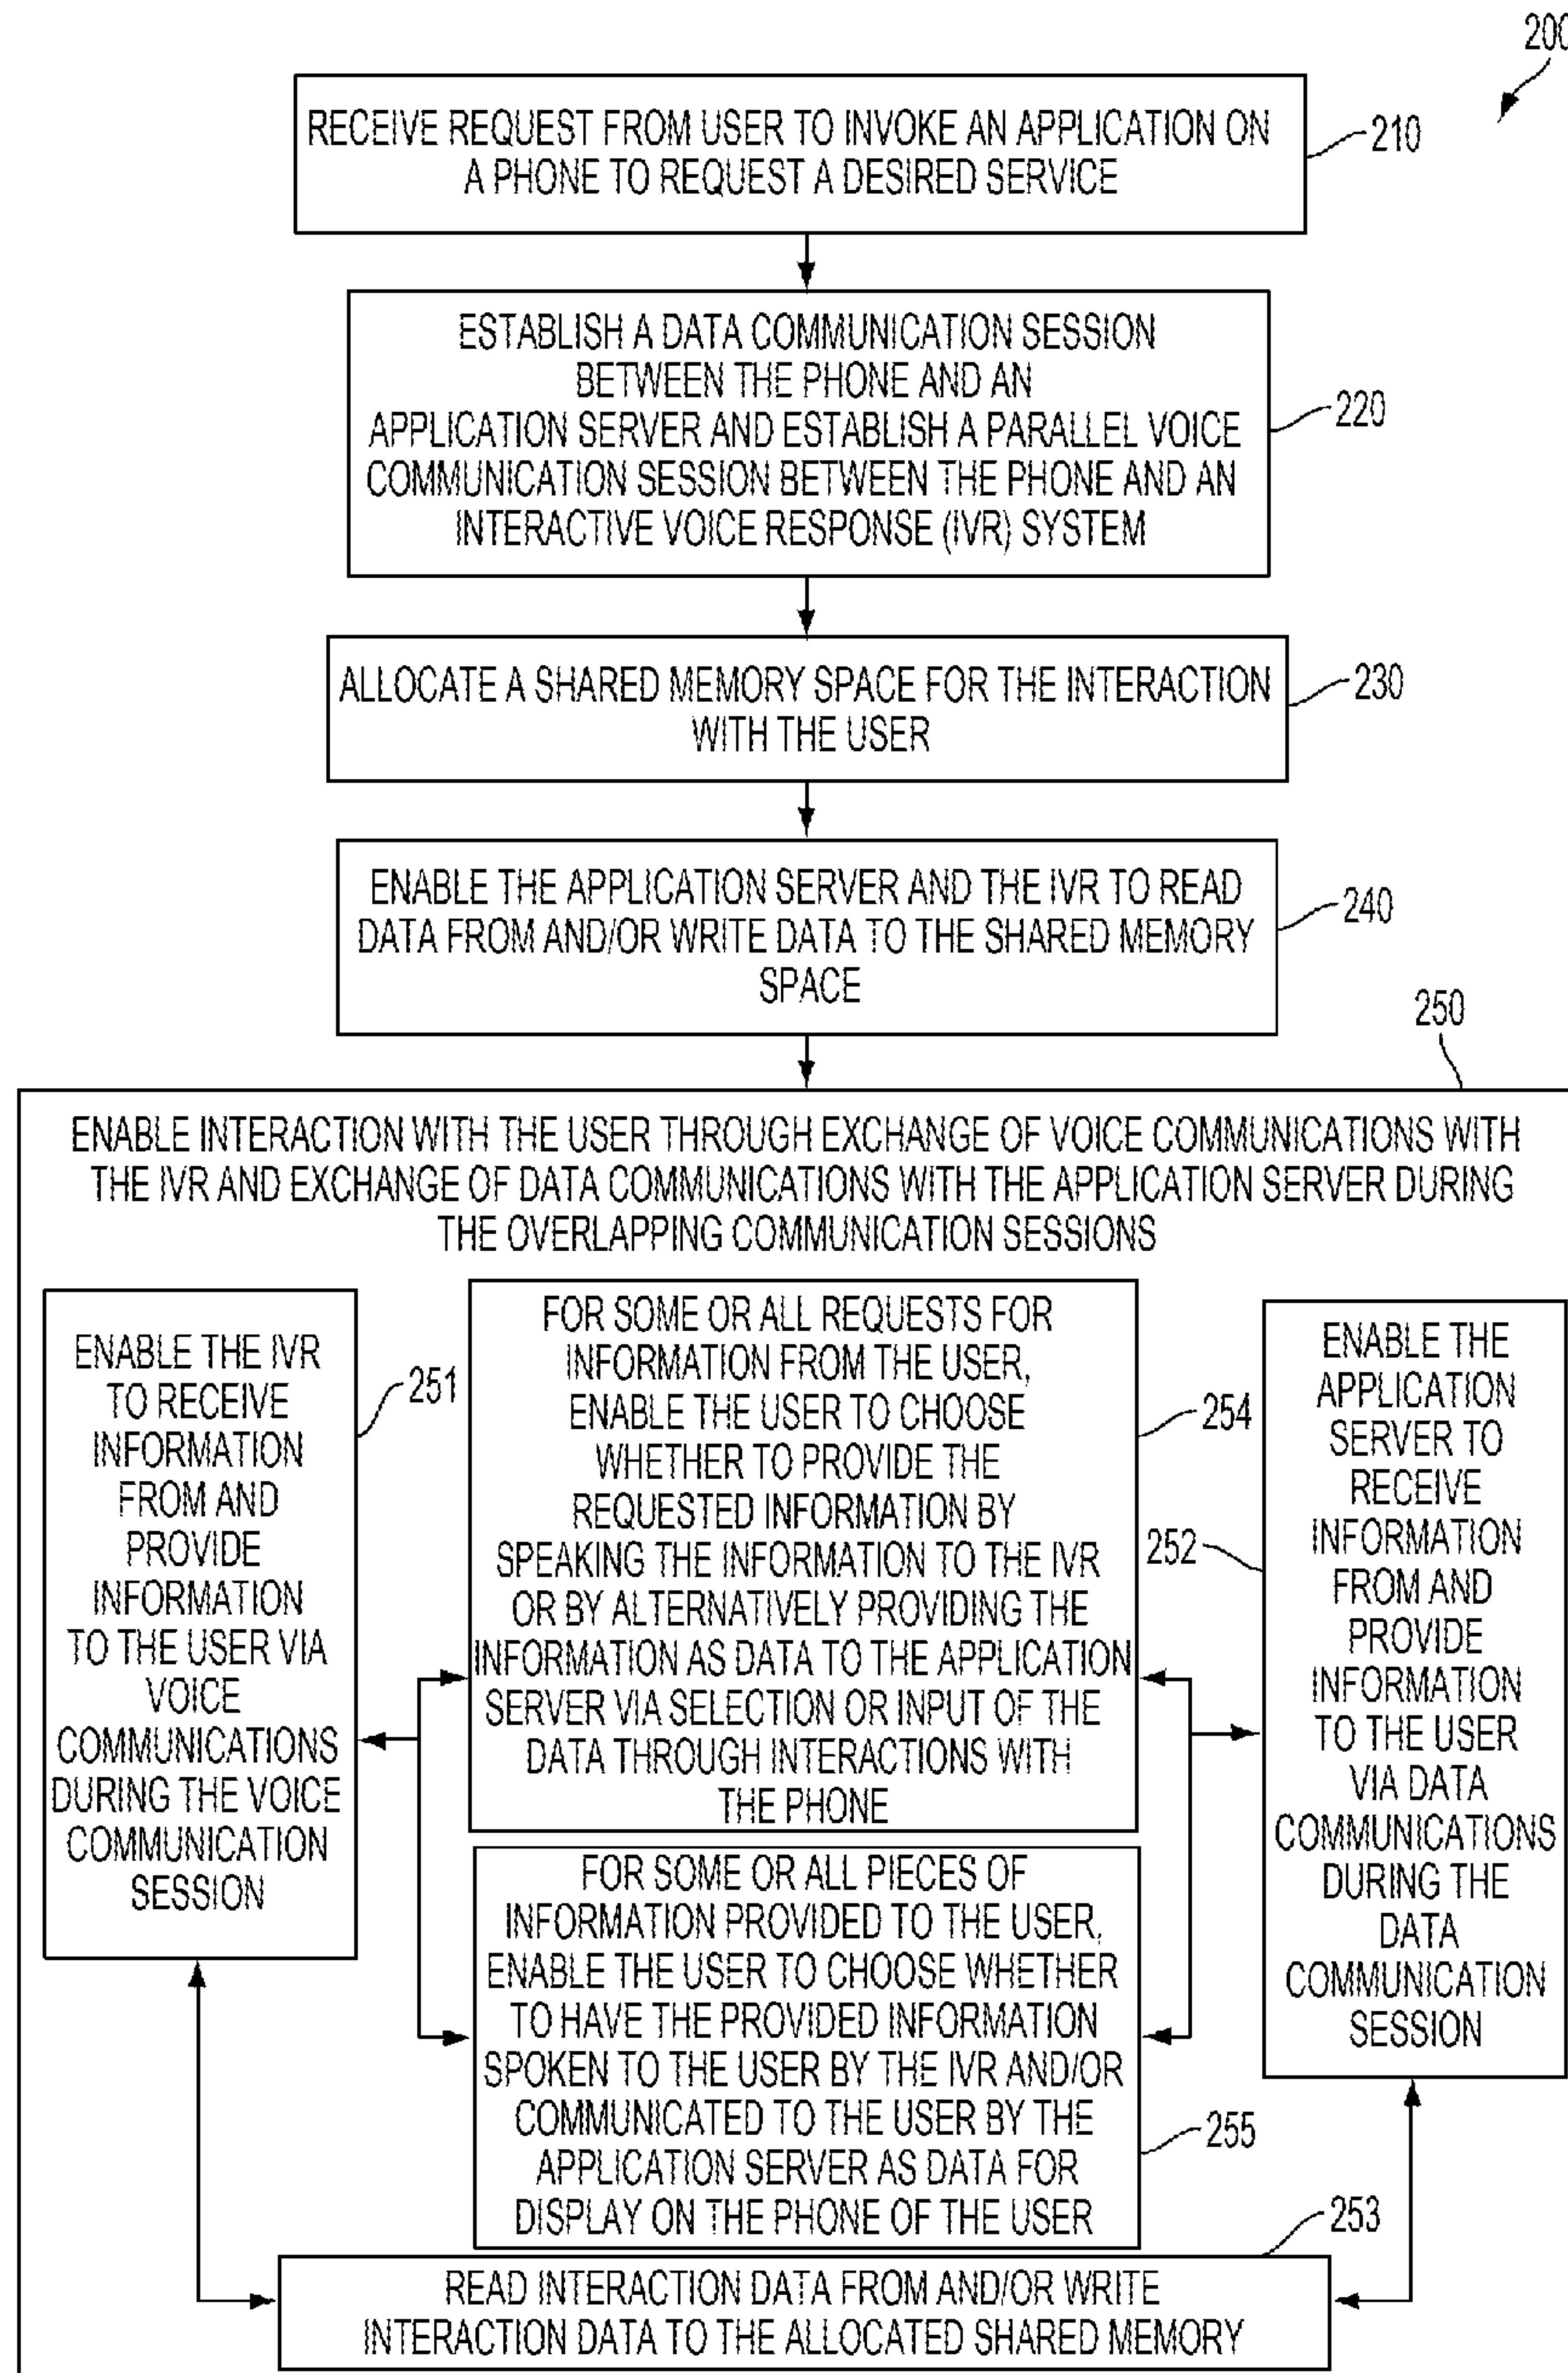 200
RECEIVE REQUEST FROM USER TO INVOKE AN APPLICATION ON
A PHONE TO REQUEST A DESIRED SERVICE
210
ESTABLISH A DATA COMMUNICATION SESSION
BETWEEN THE PHONE AND AN
APPLICATION SERVER AND ESTABLISH A PARALLEL VOICE
COMMUNICATION SESSION BETWEEN THE PHONE AND AN
INTERACTIVE VOICE RESPONSE (IVR) SYSTEM
220
ALLOCATE A SHARED MEMORY SPACE FOR THE INTERACTION
WITH THE USER
230
ENABLE THE APPLICATION SERVER AND THE IVR TO READ
DATA FROM AND/OR WRITE DATA TO THE SHARED MEMORY
SPACE
240
250
ENABLE INTERACTION WITH THE USER THROUGH EXCHANGE OF VOICE COMMUNICATIONS WITH
THE IVR AND EXCHANGE OF DATA COMMUNICATIONS WITH THE APPLICATION SERVER DURING
THE OVERLAPPING COMMUNICATION SESSIONS
ENABLE THE IVR
TO RECEIVE
INFORMATION
FROM AND
PROVIDE
INFORMATION
TO THE USER VIA
VOICE
COMMUNICATIONS
DURING THE VOICE
COMMUNICATION
SESSION
251
FOR SOME OR ALL REQUESTS FOR
INFORMATION FROM THE USER,
ENABLE THE USER TO CHOOSE
WHETHER TO PROVIDE THE
REQUESTED INFORMATION BY
SPEAKING THE INFORMATION TO THE IVR
OR BY ALTERNATIVELY PROVIDING THE
INFORMATION AS DATA TO THE APPLICATION
SERVER VIA SELECTION OR INPUT OF THE
DATA THROUGH INTERACTIONS WITH
THE PHONE
254
252
ENABLE THE
APPLICATION
SERVER TO
RECEIVE
INFORMATION
FROM AND
PROVIDE
INFORMATION
TO THE USER
VIA DATA
COMMUNICATIONS
DURING THE
DATA
COMMUNICATION
SESSION
FOR SOME OR ALL PIECES OF
INFORMATION PROVIDED TO THE USER,
ENABLE THE USER TO CHOOSE WHETHER
TO HAVE THE PROVIDED INFORMATION
SPOKEN TO THE USER BY THE IVR AND/OR
COMMUNICATED TO THE USER BY THE
APPLICATION SERVER AS DATA FOR
DISPLAY ON THE PHONE OF THE USER
255
253
READ INTERACTION DATA FROM AND/OR WRITE
INTERACTION DATA TO THE ALLOCATED SHARED MEMORY